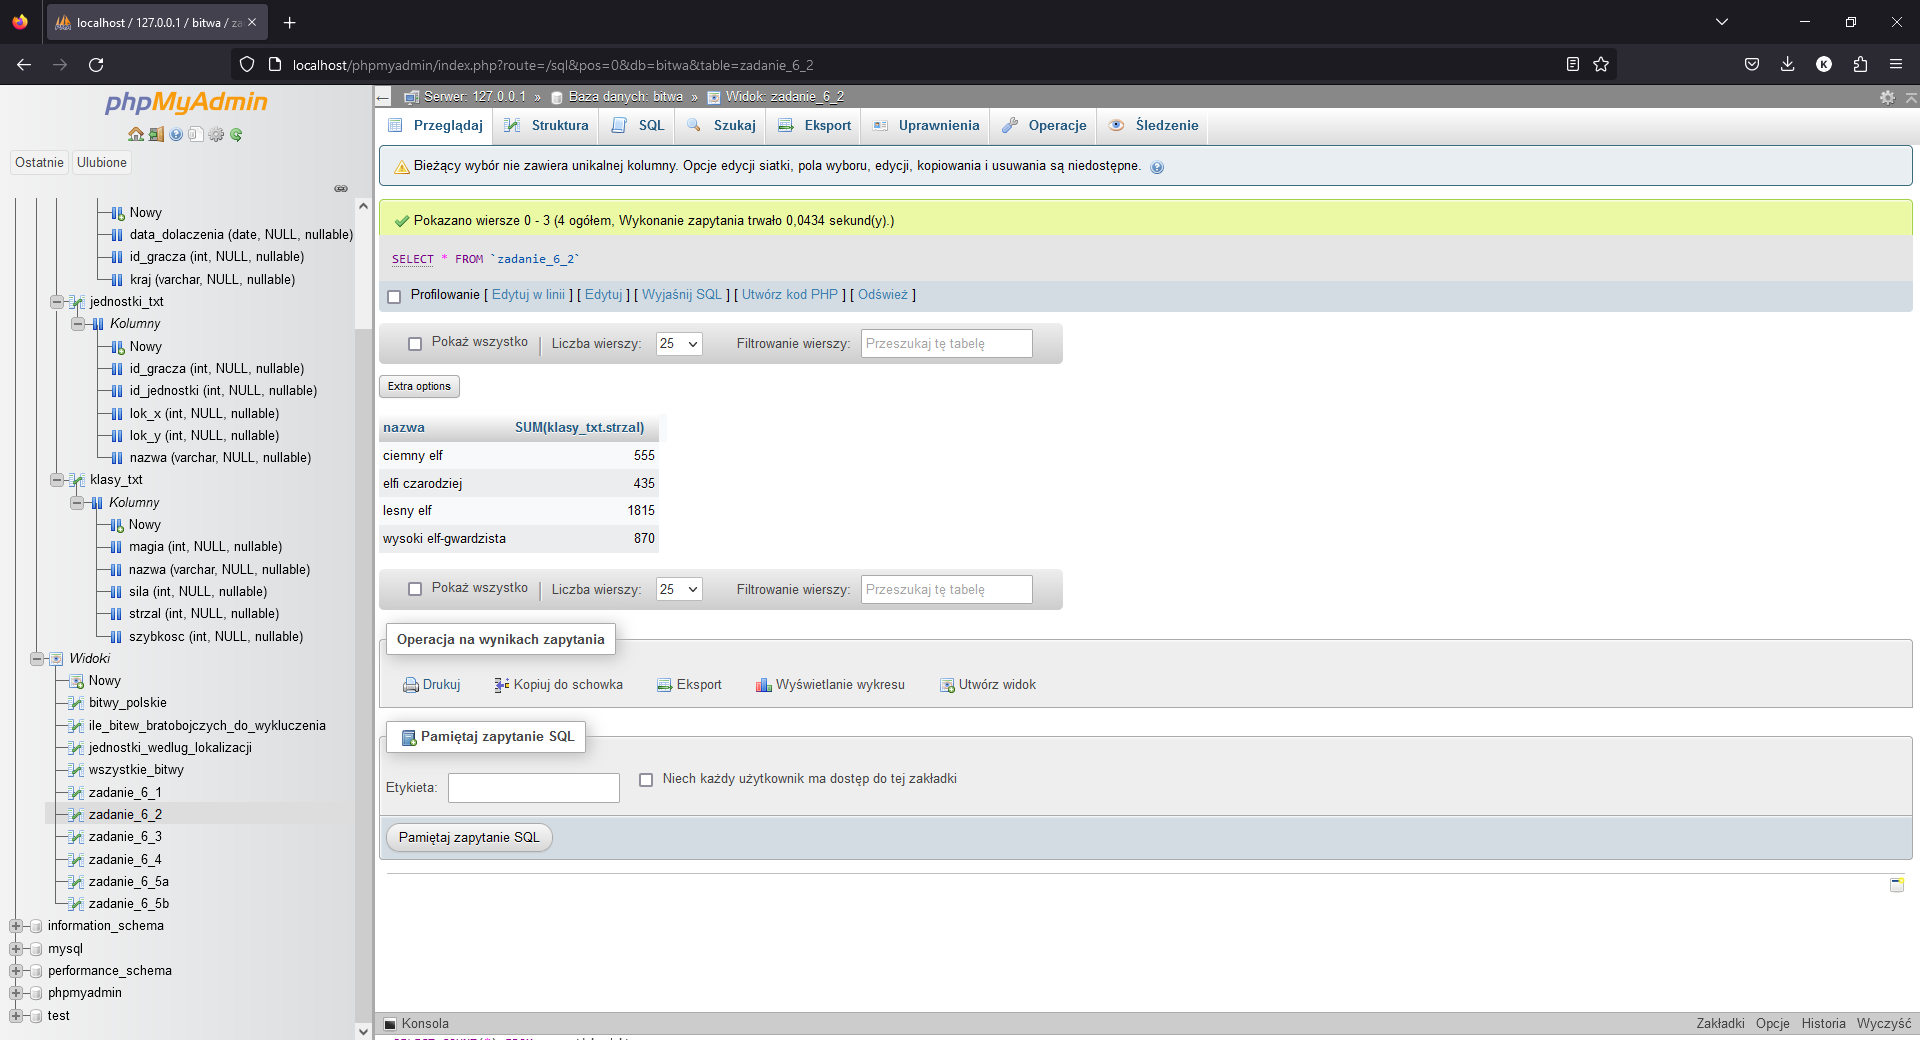 localhost / 127.0.0.1 / bitwa / za
localhost/phpmyadmin/index.php?route=/sql&pos=0&db=bitwa&table=zadanie_6_2
K
phpMyAdmin
Ostatnie
Ulubione
Nowy
data_dolaczenia (date, NULL, nullable)
id_gracza (int, NULL, nullable)
kraj (varchar, NULL, nullable)
jednostki_txt
Kolumny
Nowy
id_gracza (int, NULL, nullable)
id_jednostki (int, NULL, nullable)
lok_x (int, NULL, nullable)
lok_y (int, NULL, nullable)
nazwa (varchar, NULL, nullable)
klasy_txt
Kolumny
Nowy
magia (int, NULL, nullable)
nazwa (varchar, NULL, nullable)
sila (int, NULL, nullable)
strzal (int, NULL, nullable)
szybkosc (int, NULL, nullable)
Widoki
Nowy
bitwy_polskie
ile_bitew_bratobojczych_do_wykluczenia
jednostki_wedlug_lokalizacji
wszystkie_bitwy
zadanie_6_1
zadanie_6_2
zadanie_6_3
zadanie_6_4
zadanie_6_5a
zadanie_6_5b
information_schema
mysql
performance_schema
phpmyadmin
test
Serwer: 127.0.0.1 » Baza danych: bitwa » Widok: zadanie_6_2
Przeglądaj Struktura SQL Szukaj Eksport Uprawnienia Operacje Śledzenie
Bieżący wybór nie zawiera unikalnej kolumny. Opcje edycji siatki, pola wyboru, edycji, kopiowania i usuwania są niedostępne.
Pokazano wiersze 0 - 3 (4 ogółem, Wykonanie zapytania trwało 0,0434 sekund(y).)
SELECT * FROM `zadanie_6_2`
Profilowanie [ Edytuj w linii ] [ Edytuj ] [ Wyjaśnij SQL ] [ Utwórz kod PHP ] [ Odśwież ]
Pokaż wszystko Liczba wierszy: 25 Filtrowanie wierszy: Przeszukaj tę tabelę
Extra options
nazwa SUM(klasy_txt.strzal)
ciemny elf 555
elfi czarodziej 435
lesny elf 1815
wysoki elf-gwardzista 870
Pokaż wszystko Liczba wierszy: 25 Filtrowanie wierszy: Przeszukaj tę tabelę
Operacja na wynikach zapytania
Drukuj Kopiuj do schowka Eksport Wyświetlanie wykresu Utwórz widok
Pamiętaj zapytanie SQL
Etykieta: Niech każdy użytkownik ma dostęp do tej zakładki
Pamiętaj zapytanie SQL
Konsola Zakładki Opcje Historia Wyczyść